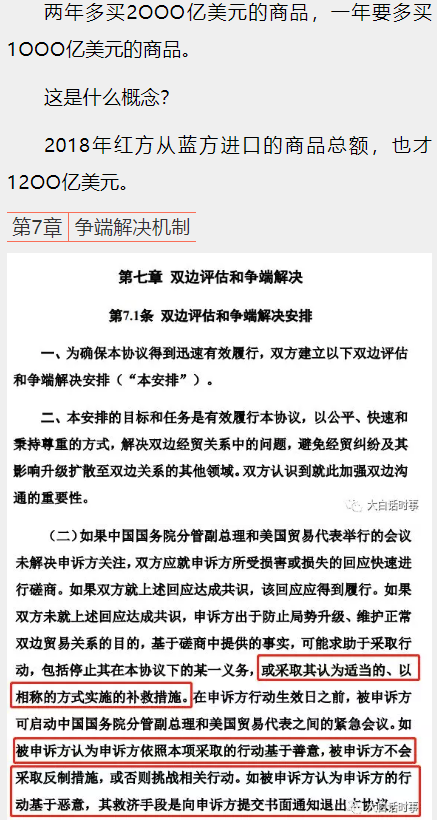 两年多买2OOO亿美元的商品，一年要多买
1OOO亿美元的商品。
这是什么概念？
2018年红方从蓝方进口的商品总额，也才
12OO亿美元。
第7章 争端解决机制
第七章 双边评估和争端解决
第7.1条 双边评估和争端解决安排
一、为确保本协议得到迅速有效履行，双方建立以下双边评估
和争端解决安排（“本安排”）。
二、本安排的目标和任务是有效履行本协议，以公平、快速和
秉持尊重的方式，解决双边经贸关系中的问题，避免经贸纠纷及其
影响升级扩散至双边关系的其他领域。双方认识到就此加强双边沟
通的重要性。
大白话时事
（二）如果中国国务院分管副总理和美国贸易代表举行的会议
未解决申诉方关注，双方应就申诉方所受损害或损失的回应快速进
行磋商。如果双方就上述回应达成共识，该回应应得到履行。如果
双方未就上述回应达成共识，申诉方出于防止局势升级、维护正常
双边贸易关系的目的，基于磋商中提供的事实，可能求助于采取行
动，包括停止其在本协议下的某一义务，或采取其认为适当的、以
相称的方式实施的补救措施。在申诉方行动生效日之前，被申诉方
可启动中国国务院分管副总理和美国贸易代表之间的紧急会议。如
被申诉方认为申诉方依照本项采取的行动基于善意，被申诉方不会
采取反制措施，或否则挑战相关行动。如被申诉方认为申诉方的行
动基于恶意，其救济手段是向申诉方提交书面通知退出本协议。
大白话时事